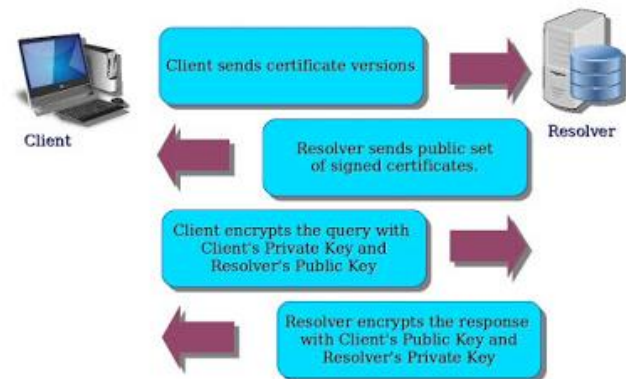 Client sends certificate versions
Client
Resolver
Resolver sends public set
of signed certificates.
Client encrypts the query with
Client's Private Key and
Resolver's Public Key
Resolver encrypts the response
with Client's Public Key and
Resolver's Private Key